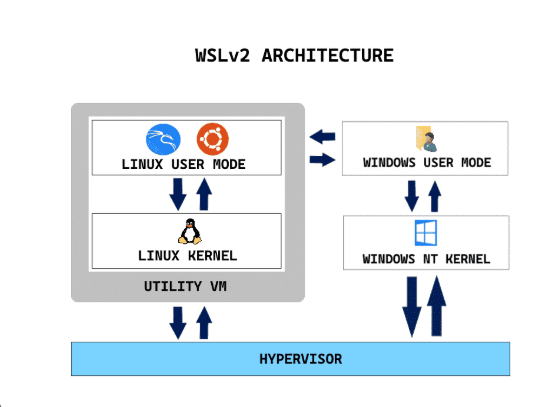 WSLv2 ARCHITECTURE
LINUX USER MODE
WINDOWS USER MODE
LINUX KERNEL
WINDOWS NT KERNEL
UTILITY VM
HYPERVISOR